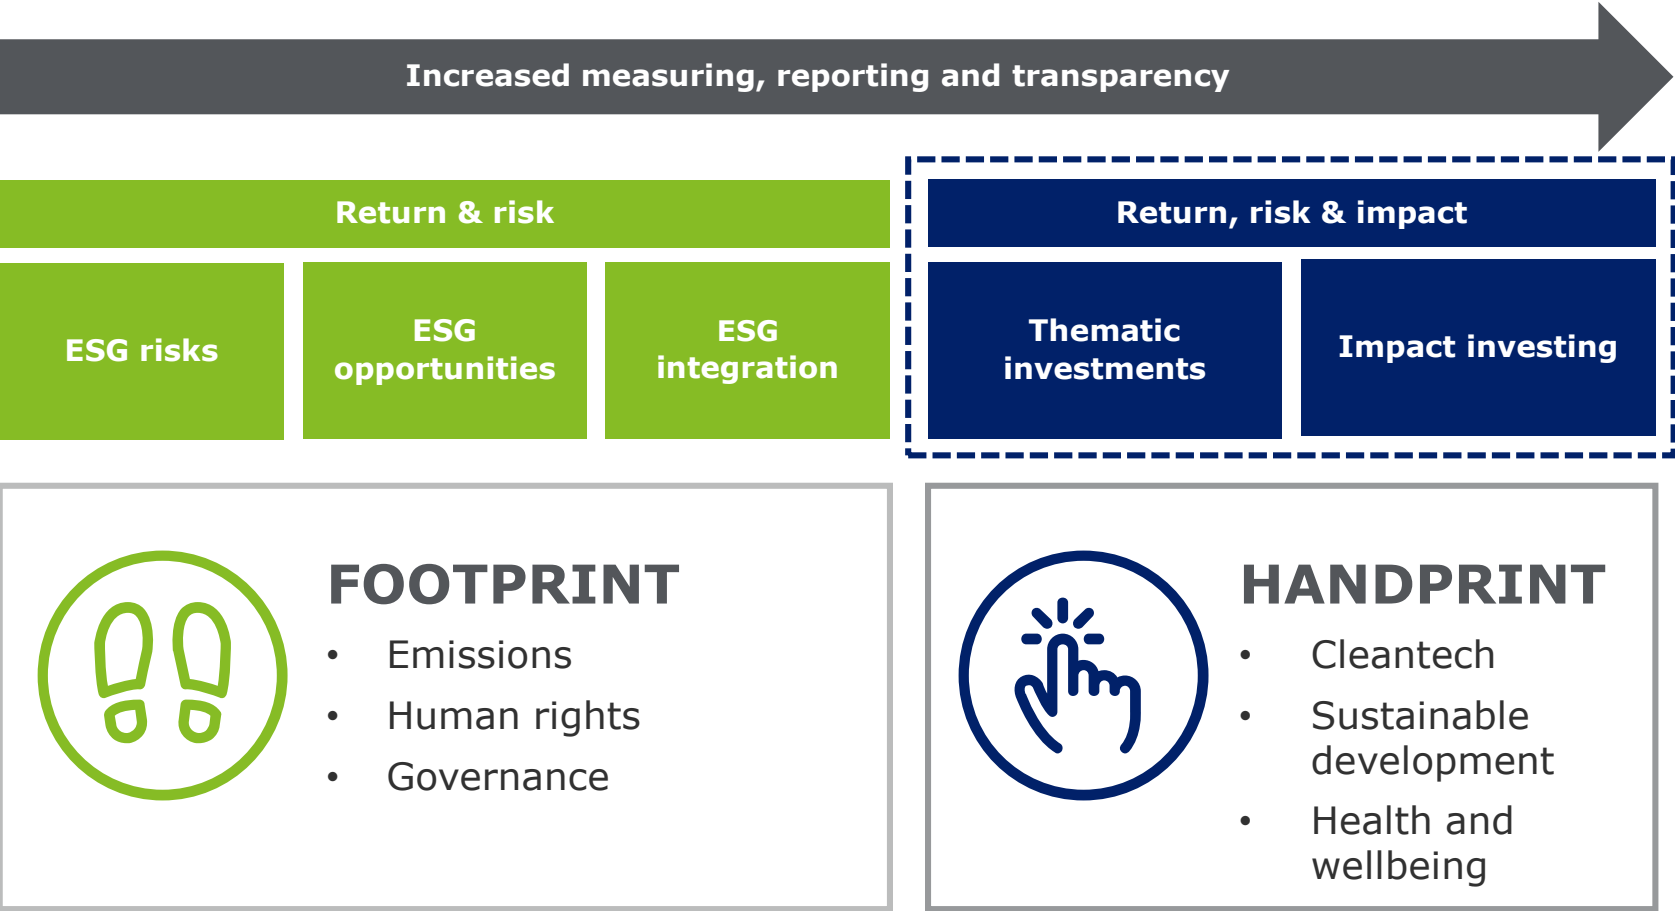 Increased measuring, reporting and transparency
Return & risk
Return, risk & impact
ESG risks
ESG
opportunities
ESG
integration
Thematic
investments
Impact investing
FOOTPRINT
• Emissions
• Human rights
• Governance
HANDPRINT
• Cleantech
• Sustainable
development
• Health and
wellbeing